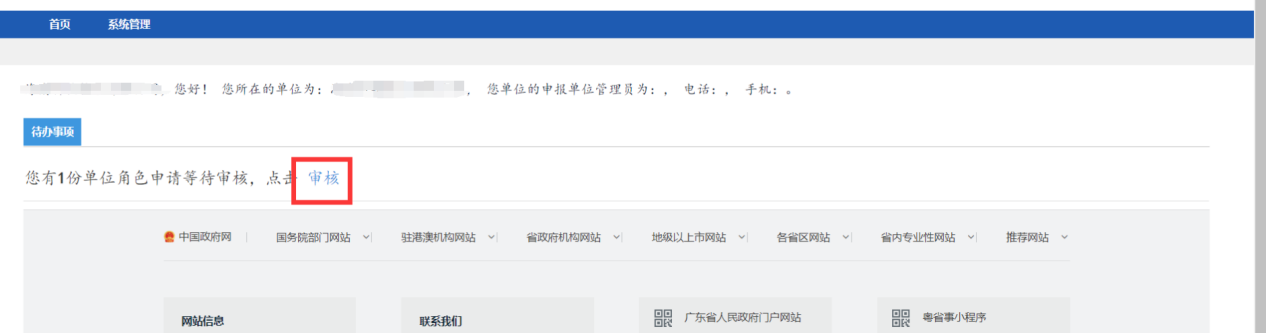 首页 系统管理
您好! 您所在的单位为: , 您单位的申报单位管理员为: , 电话: , 手机: 。
待办事项
您有1份单位角色申请等待审核, 点击 审核
中国政府网 国务院部门网站 驻港澳机构网站 省政府机构网站 地级以上市网站 各省区网站 省内专业性网站 推荐网站
网站信息 联系我们 广东省人民政府门户网站 粤省事小程序